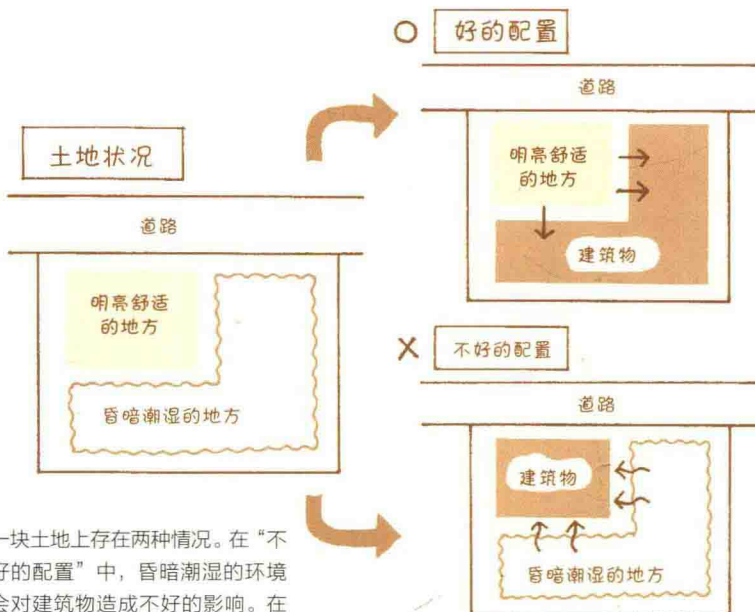 土地状况
道路
明亮舒适
的地方
昏暗潮湿的地方
○ 好的配置
道路
明亮舒适
的地方
建筑物
× 不好的配置
道路
建筑物
昏暗潮湿的地方
一块土地上存在两种情况。在“不
好的配置”中，昏暗潮湿的环境
会对建筑物造成不好的影响。在